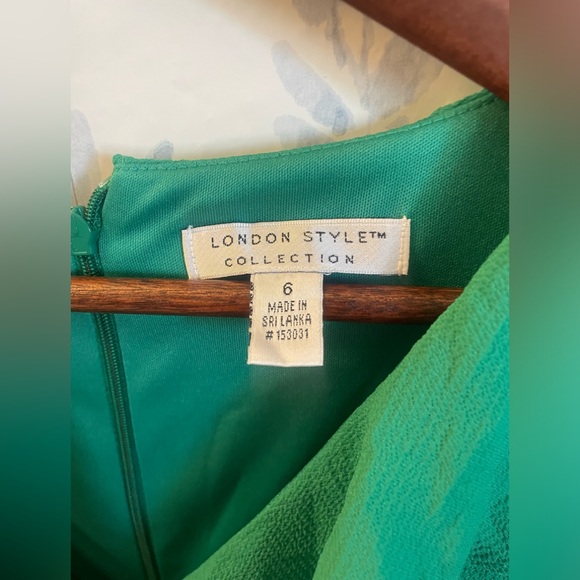 LONDON STYLE™
COLLECTION
6
MADE IN
SRI LANKA
#153031